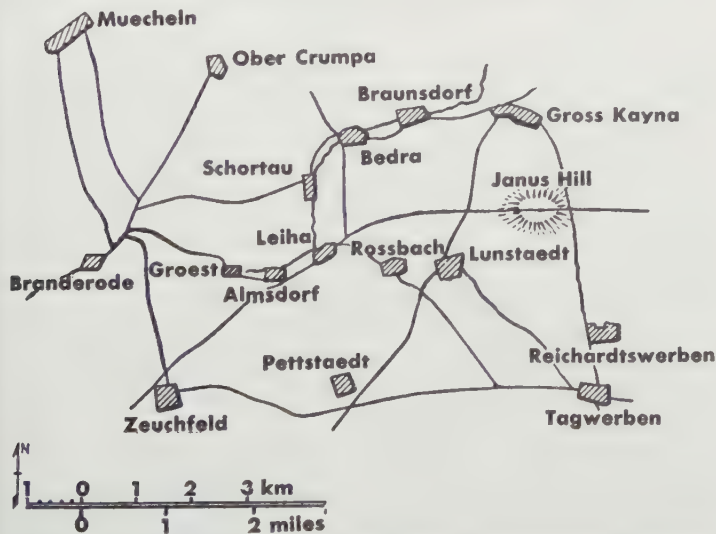 Muecheln
Ober Crumpa
Braunsdorf
Gross Kayna
Bedra
Schortau
Janus Hill
Leiha
Rossbach
Lunstaedt
Groest
Branderode
Almsdorf
Reichardtswerben
Pettstaedt
Zeuchfeld
Tagwerben
N
1 0 1 2 3 km
0 1 2 miles